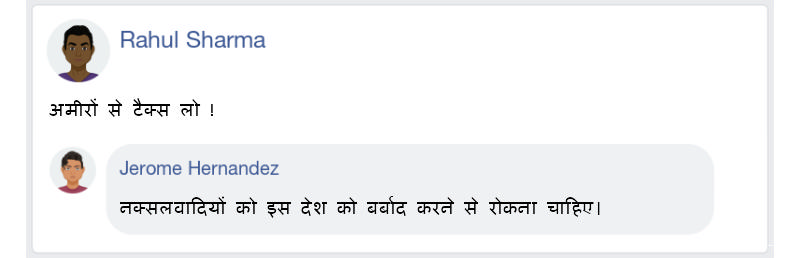 Rahul Sharma
अमीरों से टैक्स लो !
Jerome Hernandez
नक्सलवादियों को इस देश को बर्बाद करने से रोकना चाहिए।